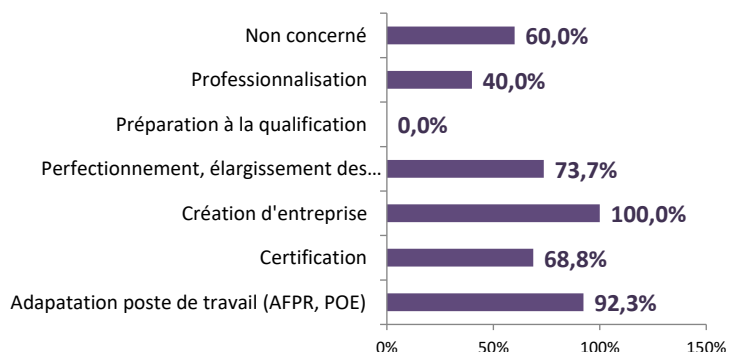 Non concerné 60,0%
Professionnalisation 40,0%
Préparation à la qualification 0,0%
Perfectionnement, élargissement des... 73,7%
Création d'entreprise 100,0%
Certification 68,8%
Adapatation poste de travail (AFPR, POE) 92,3%
0% 50% 100% 150%